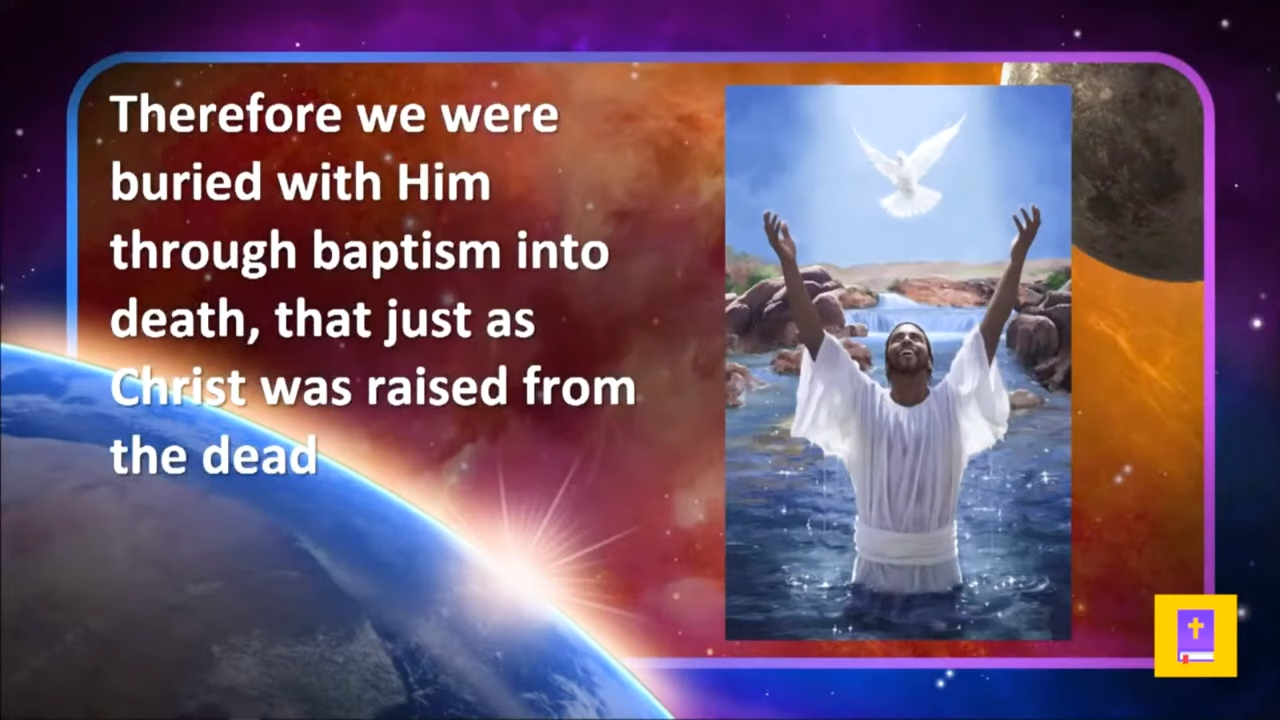 Therefore we were
buried with Him
through baptism into
death, that just as
Christ was raised from
the dead